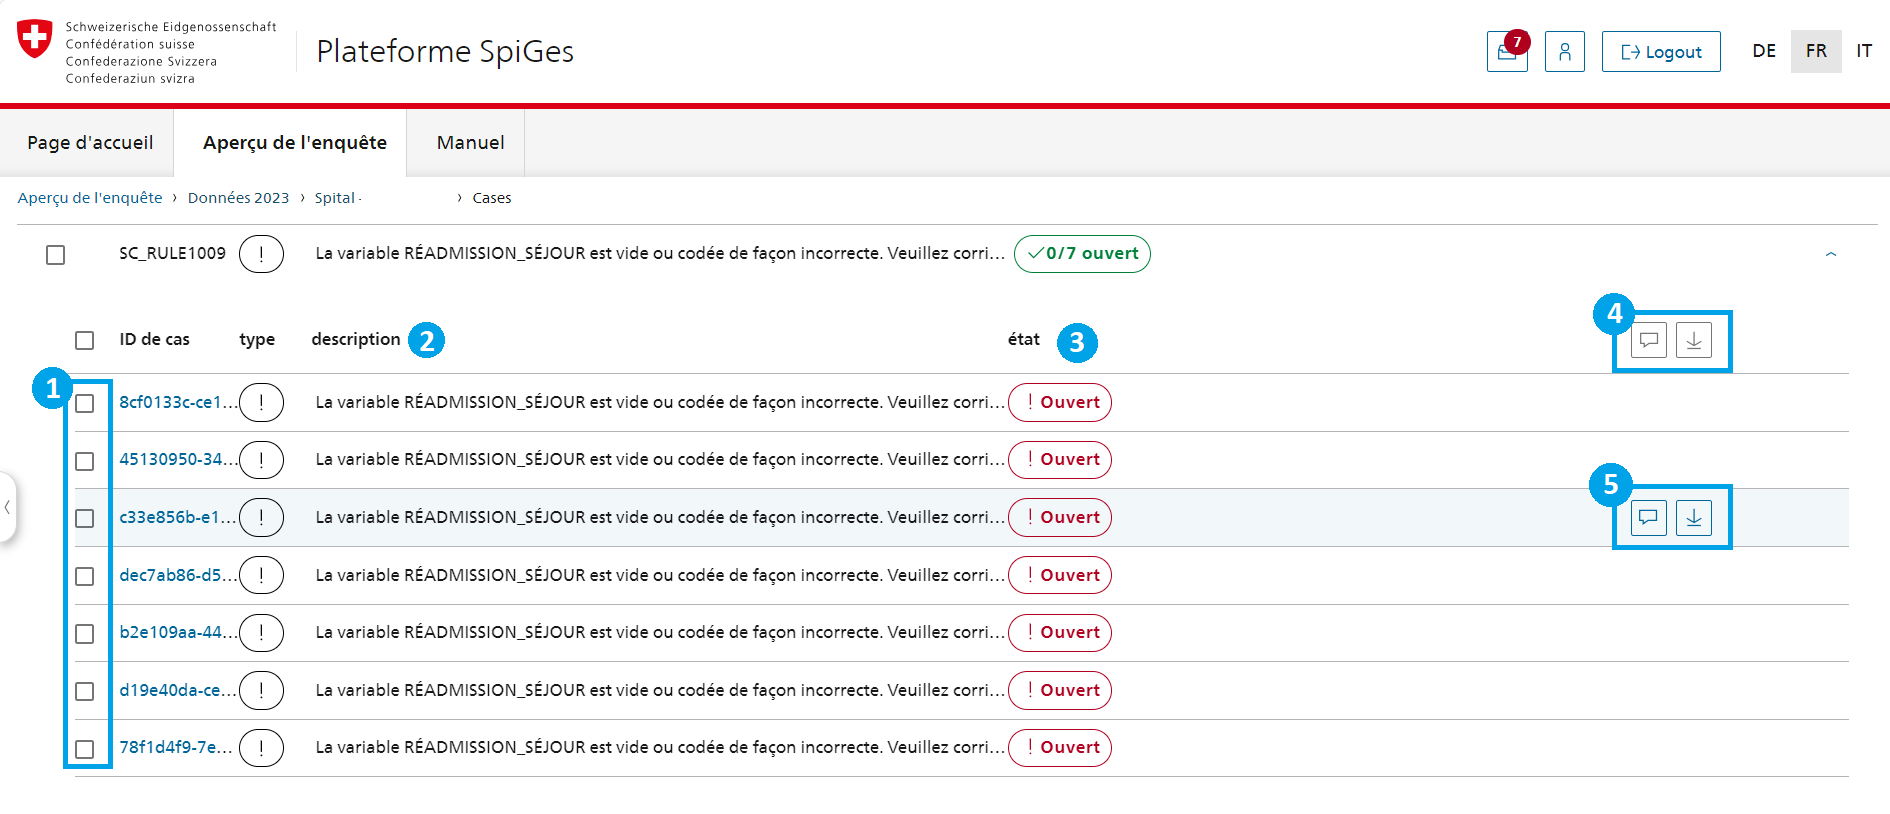 Schweizerische Eidgenossenschaft
Confédération suisse
Confederazione Svizzera
Confederaziun svizra
Plateforme SpiGes
7
Logout
DE FR IT
Page d'accueil Aperçu de l'enquête Manuel
Aperçu de l'enquête › Données 2023 › Spital · › Cases
SC_RULE1009 ! La variable RÉADMISSION_SÉJOUR est vide ou codée de façon incorrecte. Veuillez corri... 0/7 ouvert
ID de cas type description 2 état 3 4
1
8cf0133c-ce1... ! La variable RÉADMISSION_SÉJOUR est vide ou codée de façon incorrecte. Veuillez corri... ! Ouvert
45130950-34... ! La variable RÉADMISSION_SÉJOUR est vide ou codée de façon incorrecte. Veuillez corri... ! Ouvert
5
c33e856b-e1... ! La variable RÉADMISSION_SÉJOUR est vide ou codée de façon incorrecte. Veuillez corri... ! Ouvert
dec7ab86-d5... ! La variable RÉADMISSION_SÉJOUR est vide ou codée de façon incorrecte. Veuillez corri... ! Ouvert
b2e109aa-44... ! La variable RÉADMISSION_SÉJOUR est vide ou codée de façon incorrecte. Veuillez corri... ! Ouvert
d19e40da-ce... ! La variable RÉADMISSION_SÉJOUR est vide ou codée de façon incorrecte. Veuillez corri... ! Ouvert
78f1d4f9-7e... ! La variable RÉADMISSION_SÉJOUR est vide ou codée de façon incorrecte. Veuillez corri... ! Ouvert